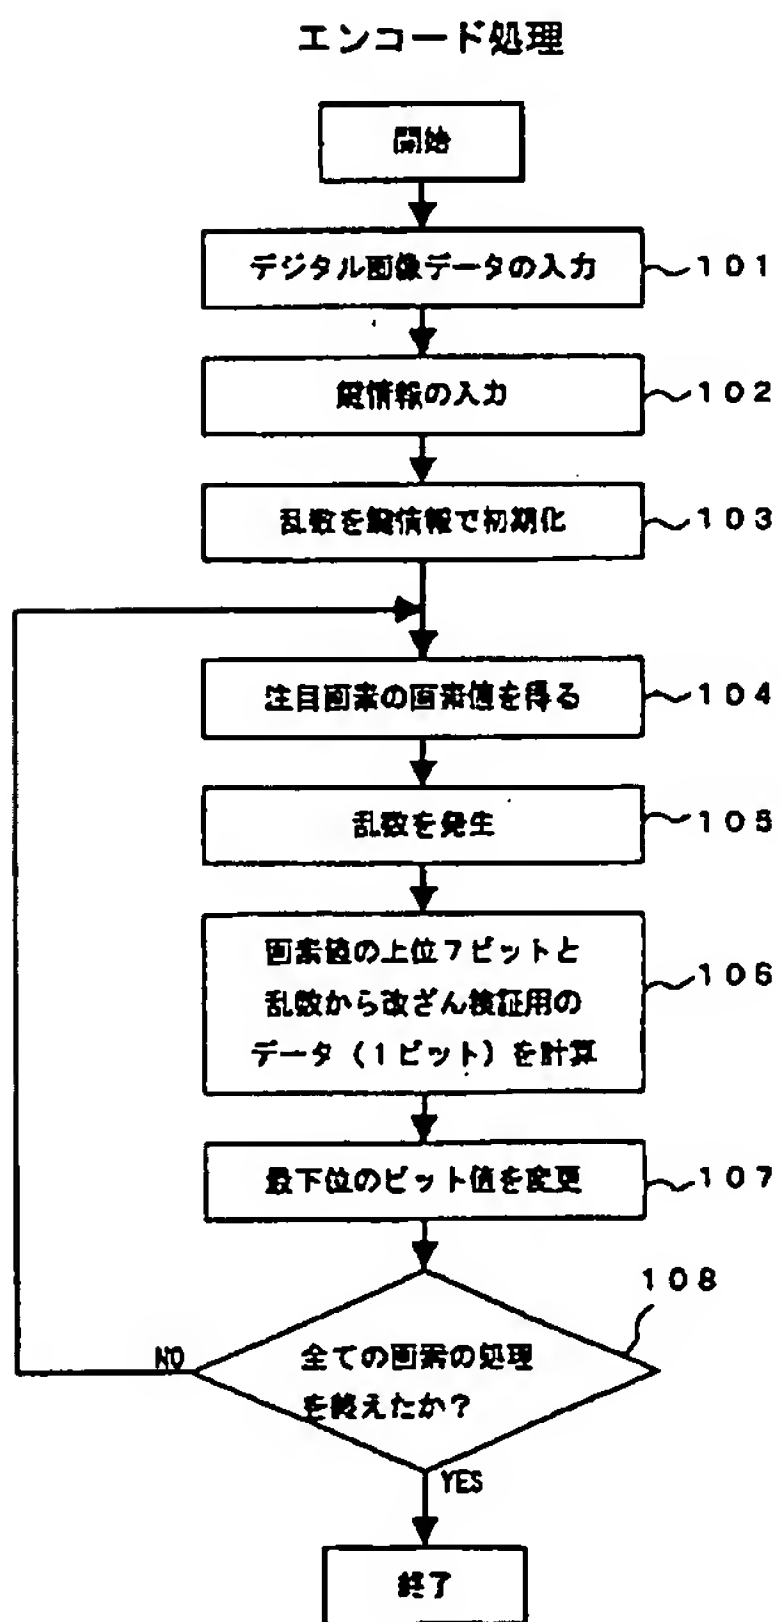 エンコード処理
開始
デジタル画像データの入力
101
鍵情報の入力
102
乱数を鍵情報で初期化
103
注目画素の画素値を得る
104
乱数を発生
105
画素値の上位7ビットと
乱数から改ざん検証用の
データ(1ビット)を計算
106
最下位のビット値を変更
107
108
全ての画素の処理
を終えたか?
NO
YES
終了